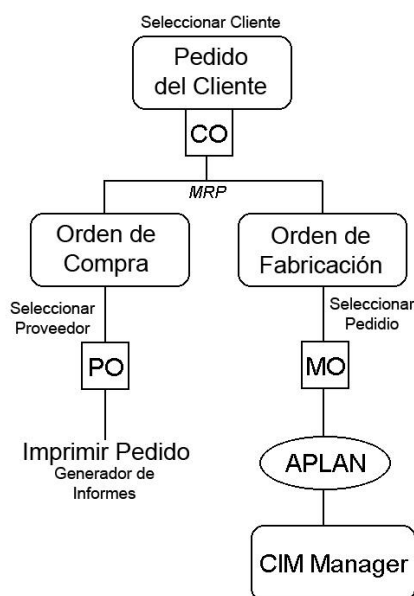 Seleccionar Cliente
Pedido
del Cliente
CO
MRP
Orden de
Compra
Orden de
Fabricación
Seleccionar
Proveedor
Seleccionar
Pedidio
PO
MO
Imprimir Pedido
Generador de
Informes
APLAN
CIM Manager